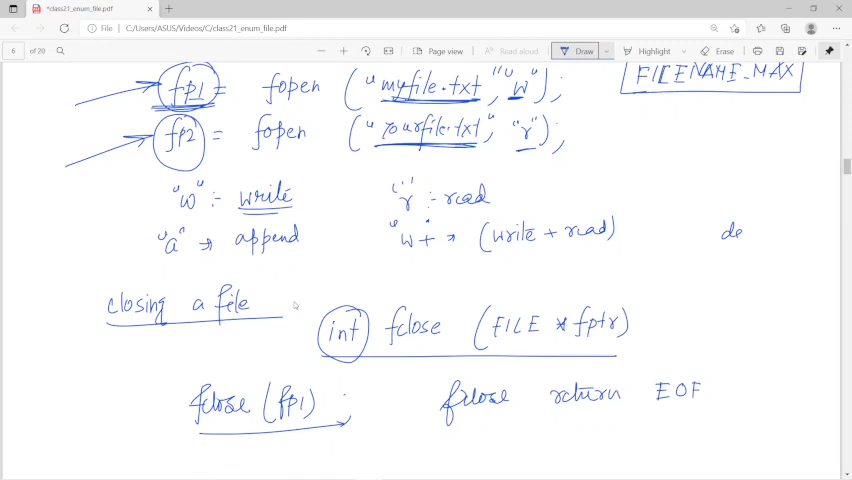 *class21_enum_file.pdf
File C:/Users/ASUS/Videos/C/class21_enum_file.pdf
6 of 20 Page view Read aloud Draw Highlight Erase
fp1 = fopen ("myfile.txt", "w"); FILENAME_MAX
fp2 = fopen ("yourfile.txt", "r");
"w" :- write "r" :- read
"a" → append "w+ → (write + read) de
closing a file
int fclose (FILE * fptr)
fclose (fp1); fclose return EOF